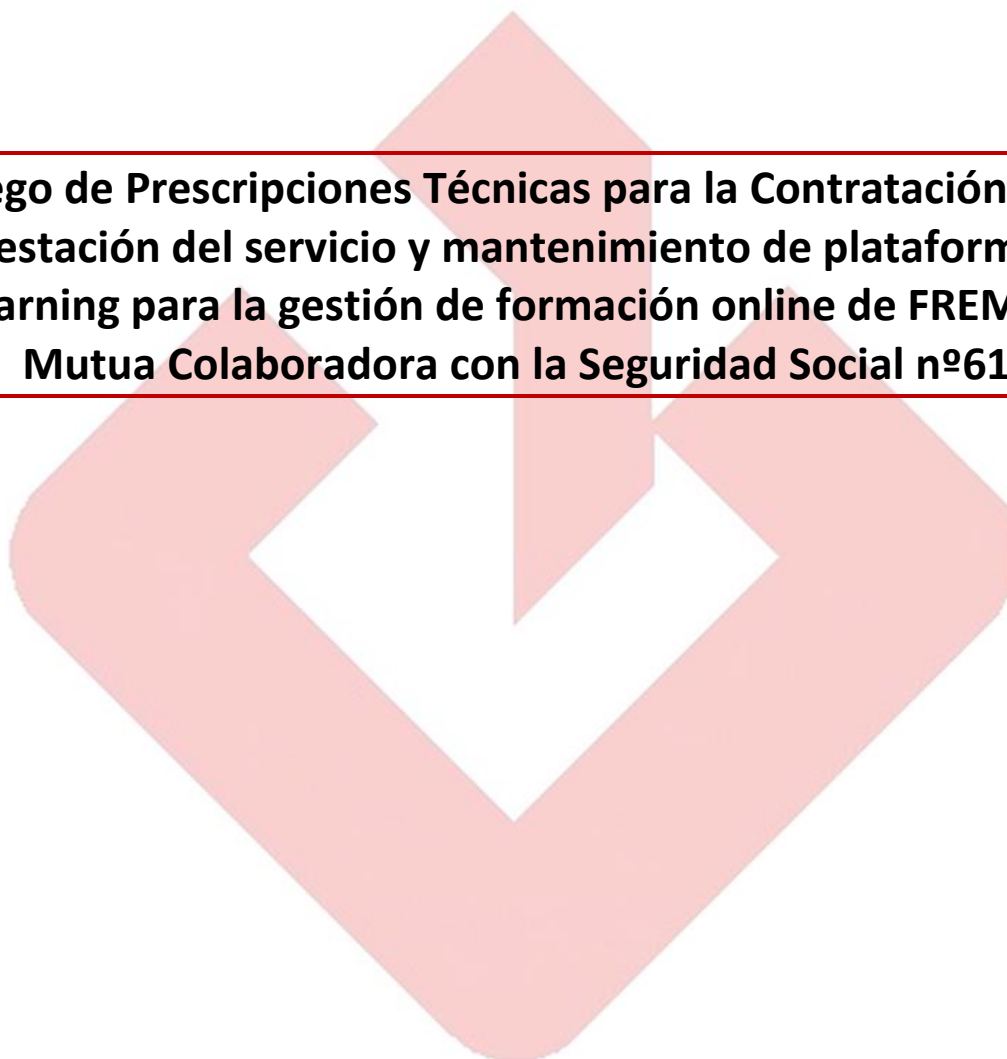 ego de Prescripciones Técnicas para la Contratación
estación del servicio y mantenimiento de plataform
arning para la gestión de formación online de FREM
Mutua Colaboradora con la Seguridad Social nº61